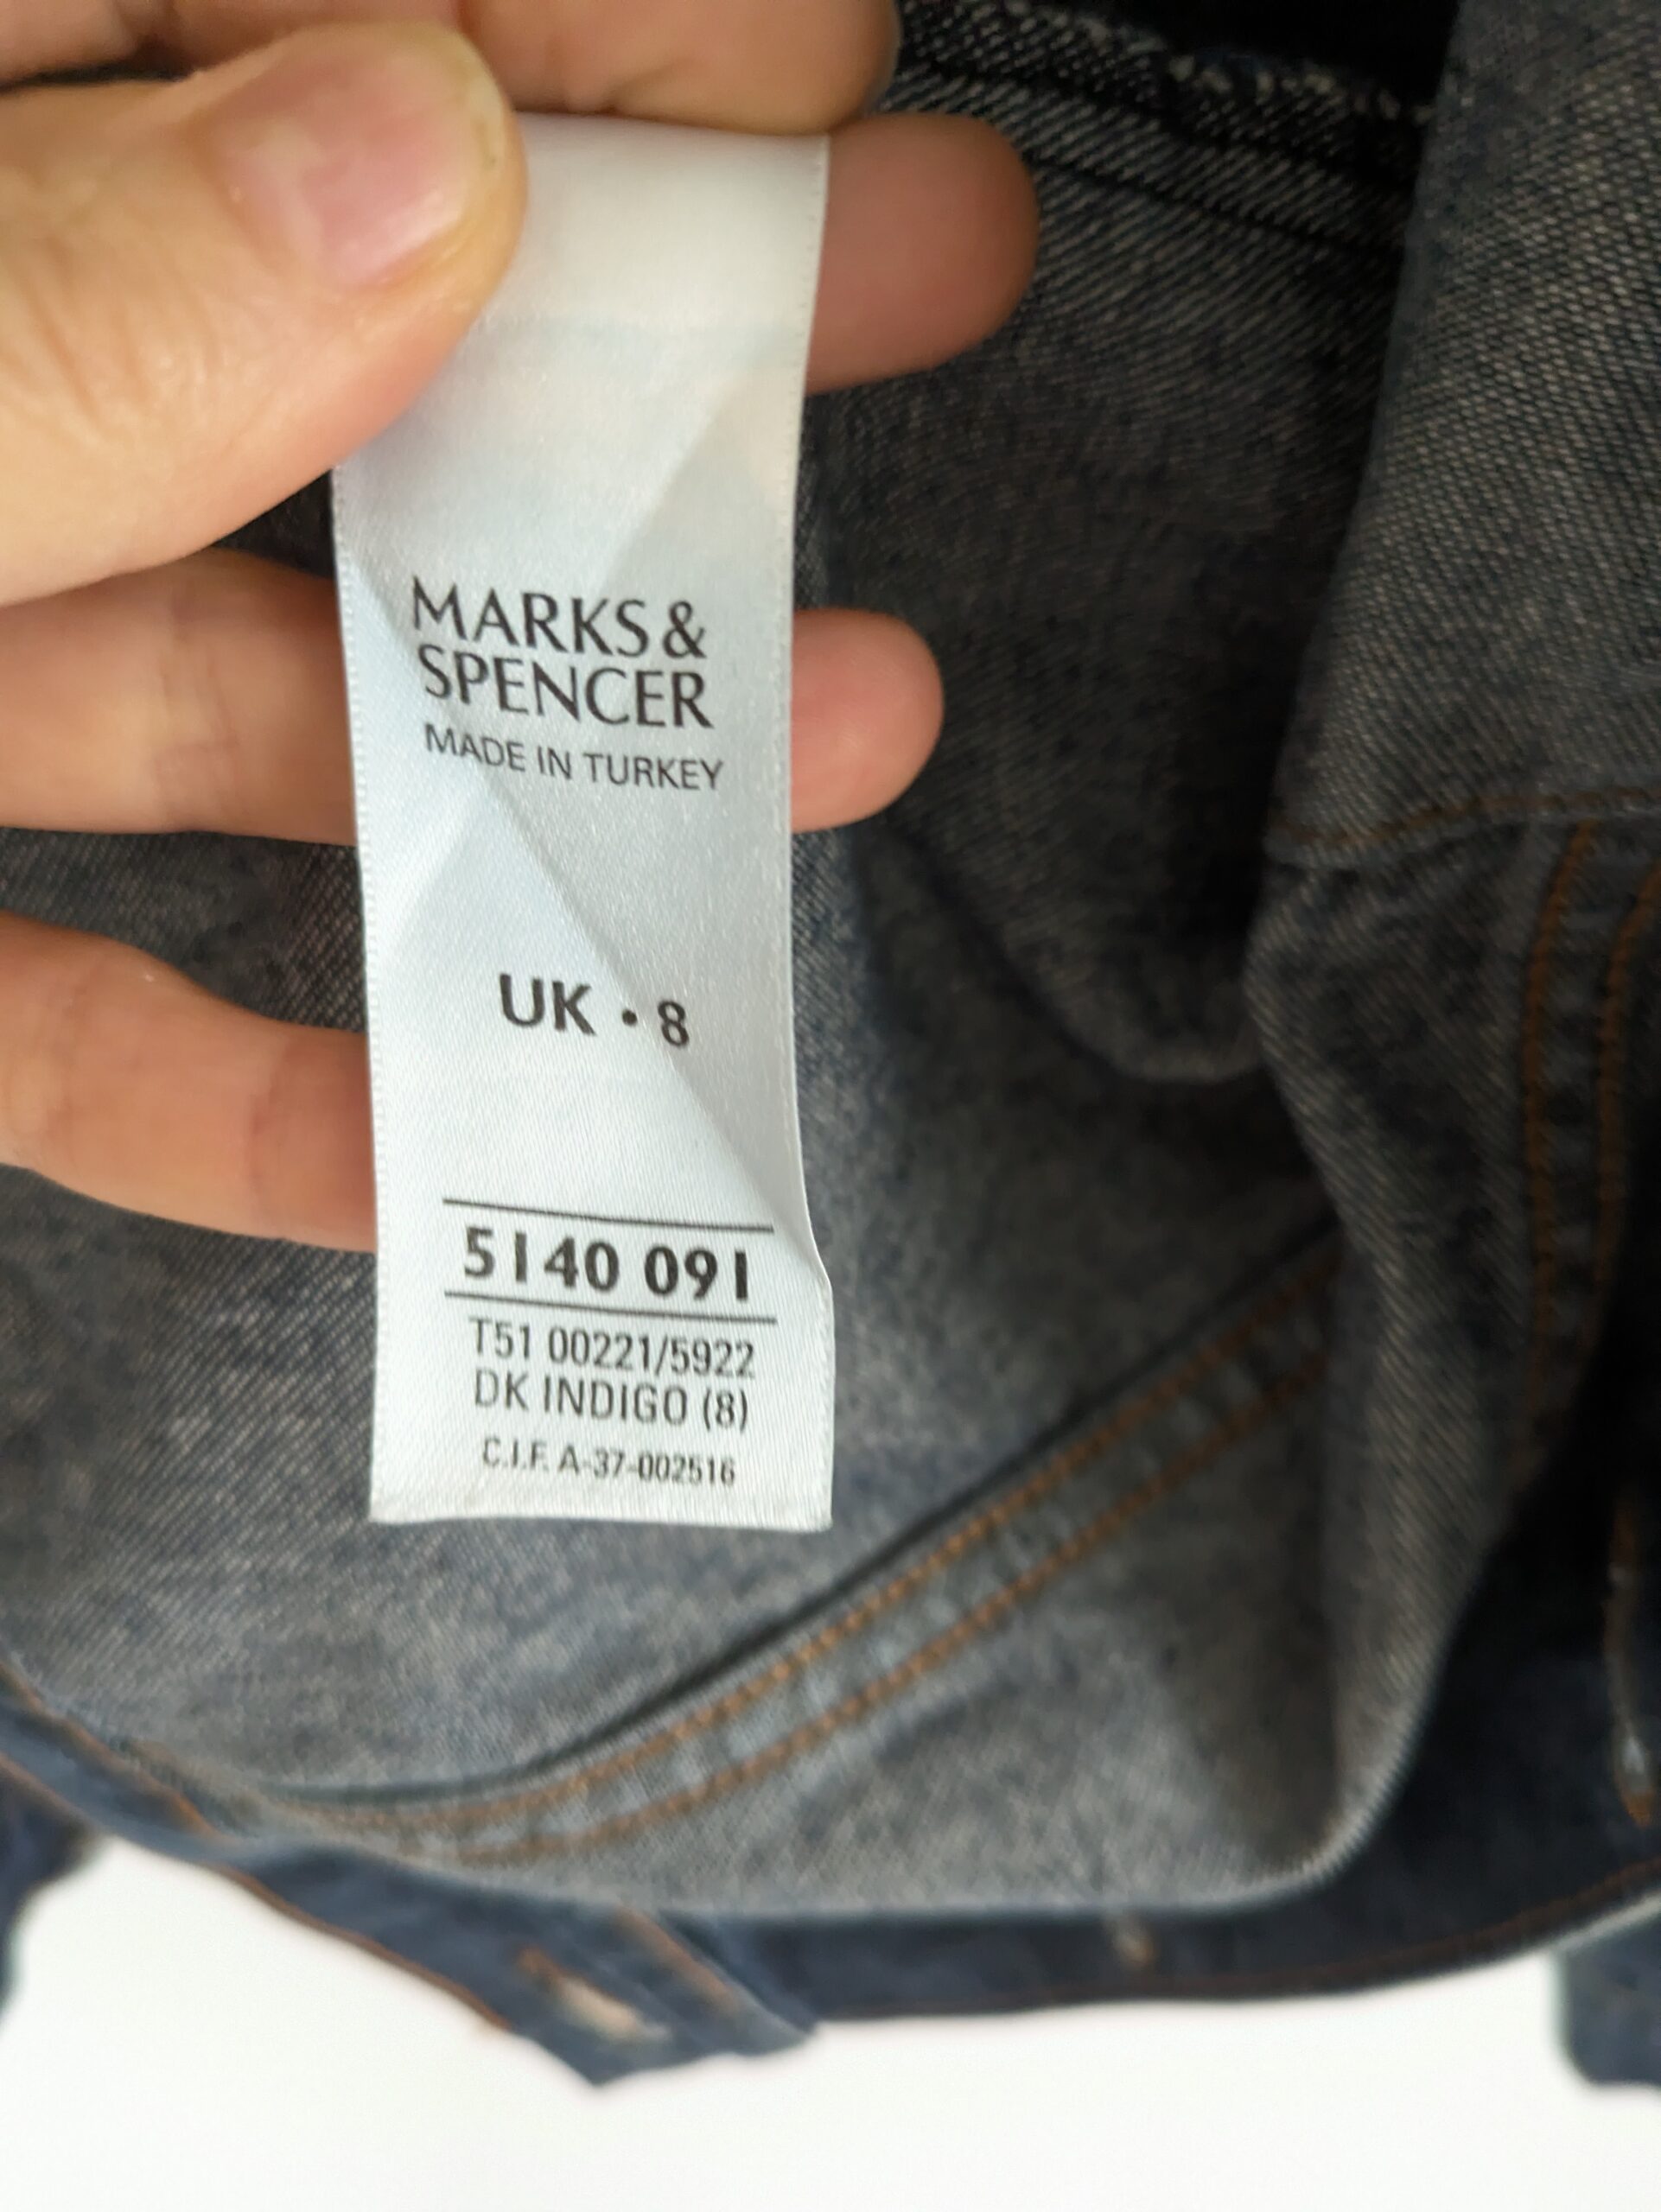 MARKS &
SPENCER
MADE IN TURKEY
UK • 8
5140 091
T51 00221/5922
DK INDIGO (8)
C.I.F. A-37-002516